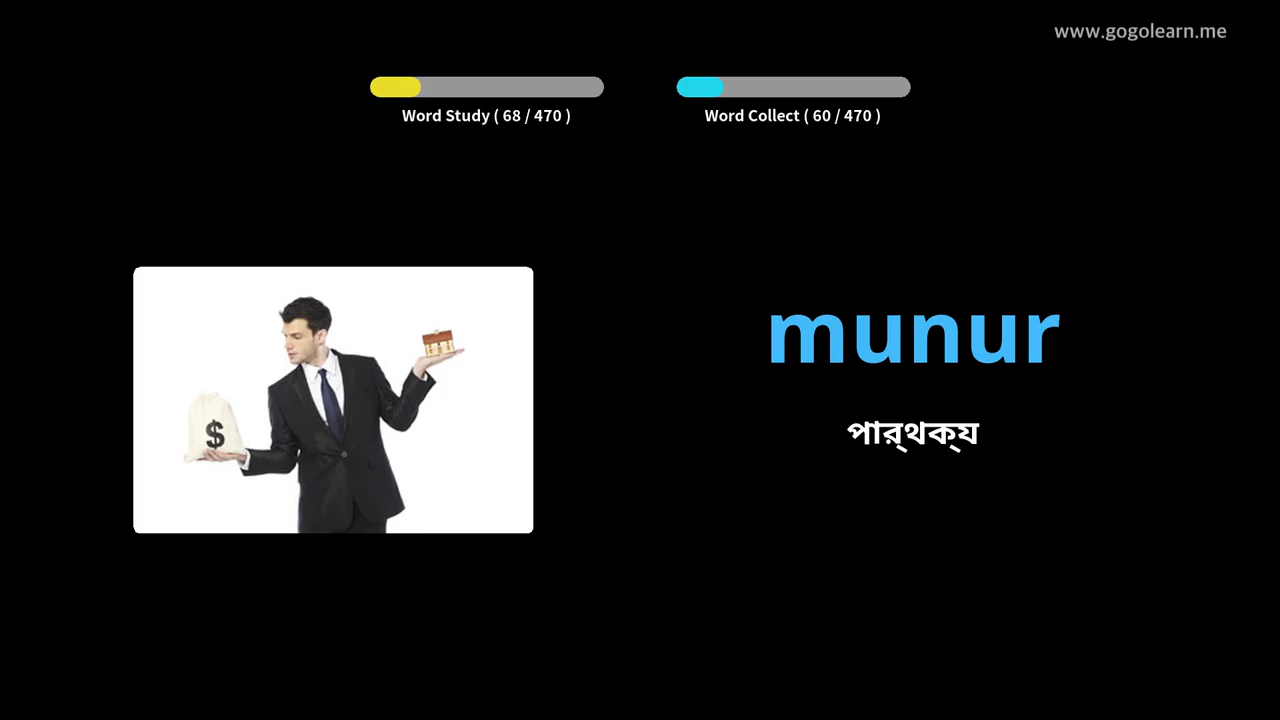 www.gogolearn.me
Word Study ( 68 / 470 )
Word Collect ( 60 / 470 )
$
munur
পার্থক্য